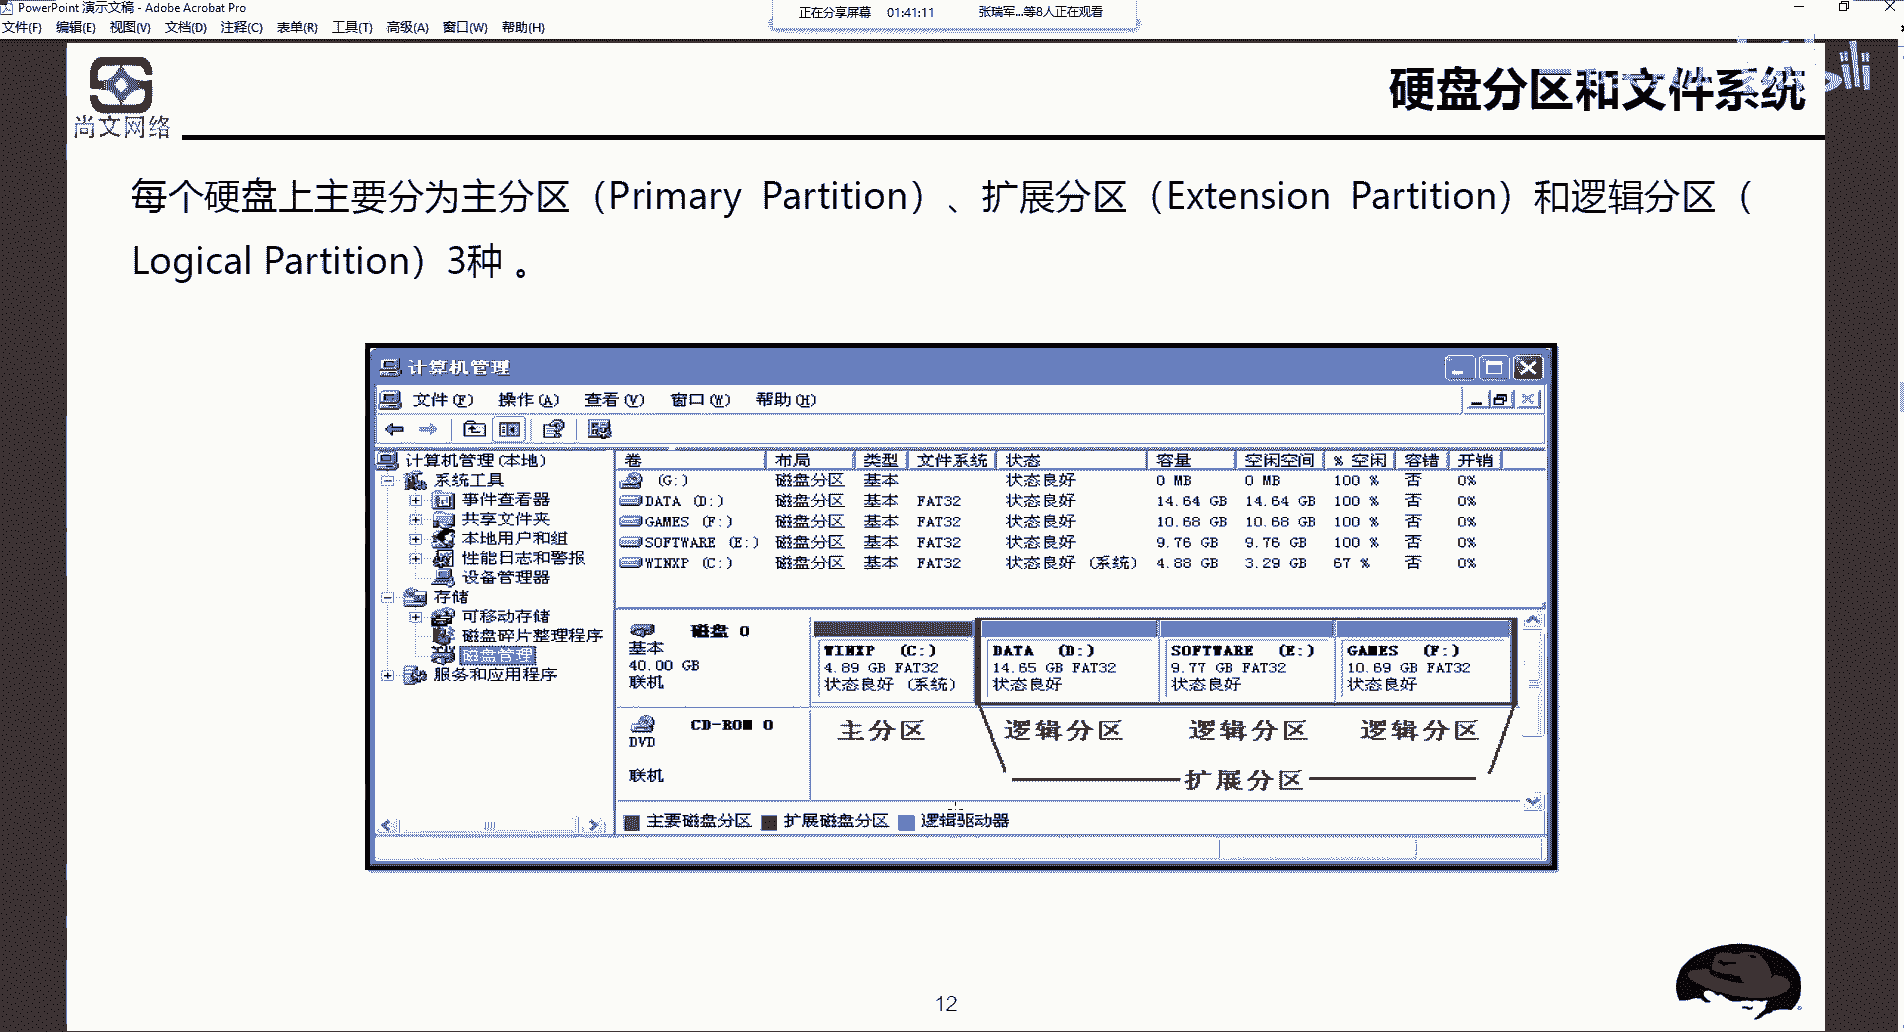 PowerPoint 演示文稿 - Adobe Acrobat Pro
正在分享屏幕 01:41:11 张瑞军...等8人正在观看
文件(F) 编辑(E) 视图(V) 文档(D) 注释(C) 表单(R) 工具(T) 高级(A) 窗口(W) 帮助(H)
尚文网络
硬盘分区和文件系统
每个硬盘上主要分为主分区（Primary Partition）、扩展分区（Extension Partition）和逻辑分区（
Logical Partition）3种 。
计算机管理
文件(F) 操作(A) 查看(V) 窗口(W) 帮助(H)
计算机管理(本地)
系统工具
事件查看器
共享文件夹
本地用户和组
性能日志和警报
设备管理器
存储
可移动存储
磁盘碎片整理程序
磁盘管理
服务和应用程序
卷 布局 类型 文件系统 状态 容量 空闲空间 % 空闲 容错 开销
(G:) 磁盘分区 基本 状态良好 0 MB 0 MB 100 % 否 0%
DATA (D:) 磁盘分区 基本 FAT32 状态良好 14.64 GB 14.64 GB 100 % 否 0%
GAMES (F:) 磁盘分区 基本 FAT32 状态良好 10.68 GB 10.68 GB 100 % 否 0%
SOFTWARE (E:) 磁盘分区 基本 FAT32 状态良好 9.76 GB 9.76 GB 100 % 否 0%
WINXP (C:) 磁盘分区 基本 FAT32 状态良好 (系统) 4.88 GB 3.29 GB 67 % 否 0%
磁盘 0
基本
40.00 GB
联机
WINXP (C:)
4.89 GB FAT32
状态良好 (系统)
DATA (D:)
14.65 GB FAT32
状态良好
SOFTWARE (E:)
9.77 GB FAT32
状态良好
GAMES (F:)
10.69 GB FAT32
状态良好
CD-ROM 0
DVD
联机
主分区 逻辑分区 逻辑分区 逻辑分区
扩展分区
主要磁盘分区 扩展磁盘分区 逻辑驱动器
12